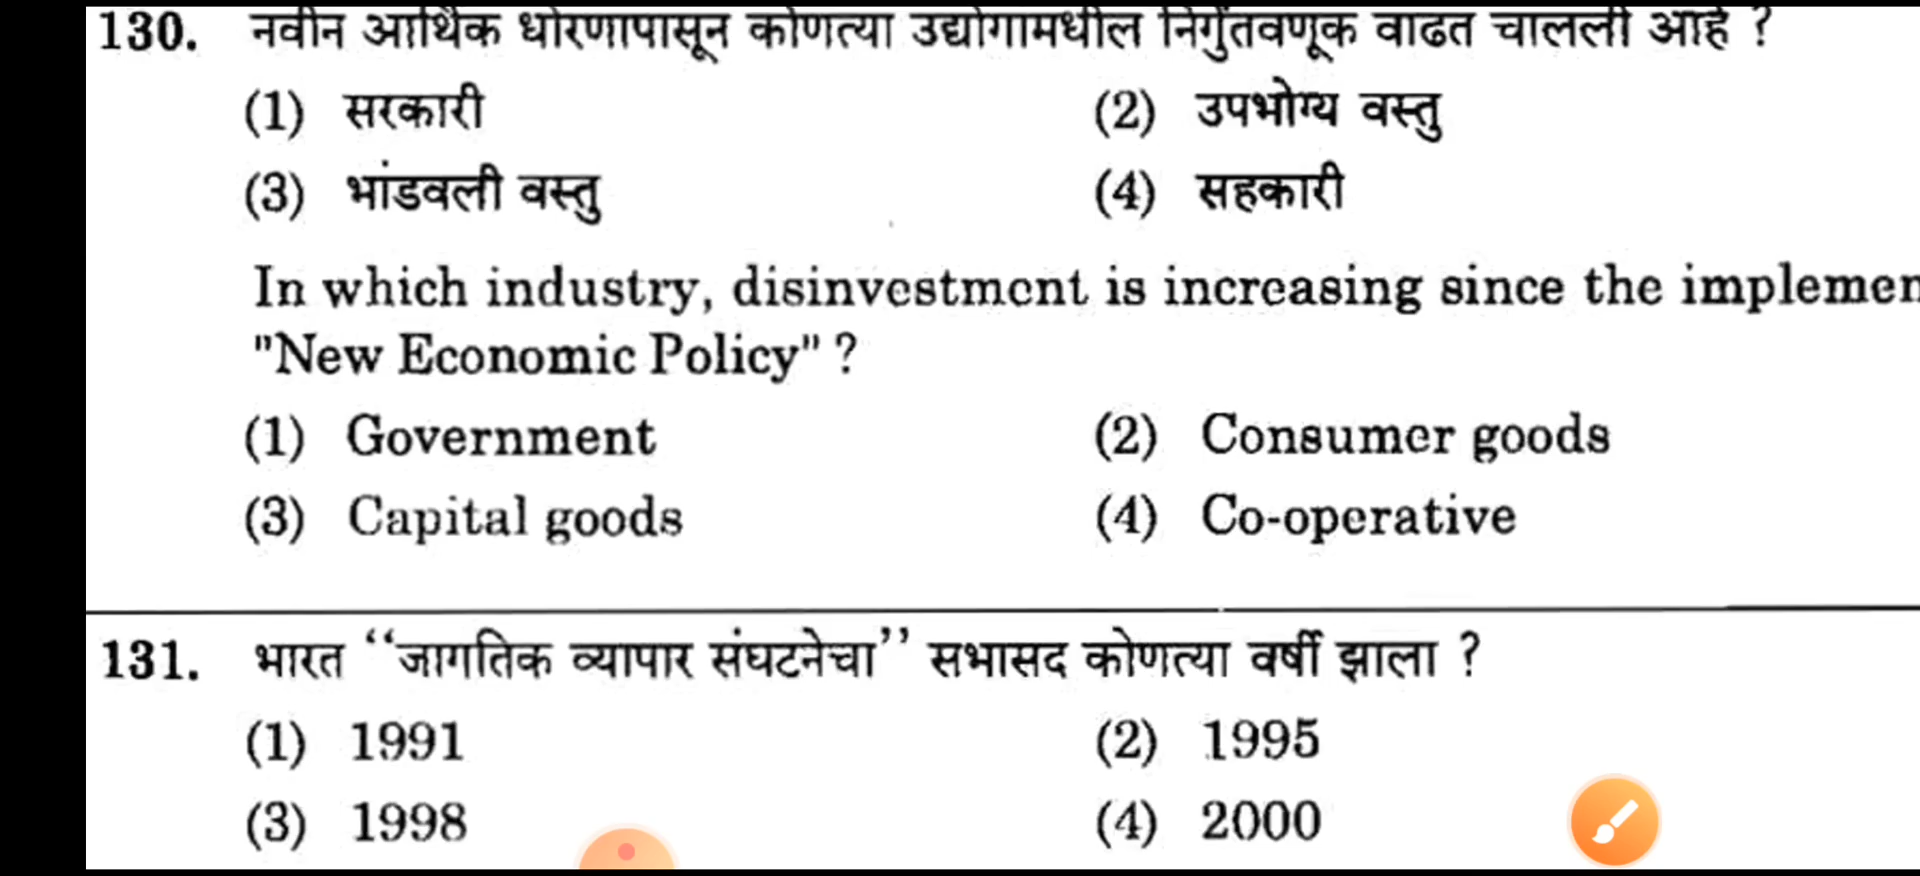 130. नवीन आर्थिक धोरणापासून कोणत्या उद्योगामधील निर्गुंतवणूक वाढत चालली आहे ?
(1) सरकारी (2) उपभोग्य वस्तु
(3) भांडवली वस्तु (4) सहकारी
In which industry, disinvestment is increasing since the
"New Economic Policy" ?
(1) Government (2) Consumer goods
(3) Capital goods (4) Co-operative
131. भारत ‘‘जागतिक व्यापार संघटनेचा’’ सभासद कोणत्या वर्षी झाला ?
(1) 1991 (2) 1995
(3) 1998 (4) 2000